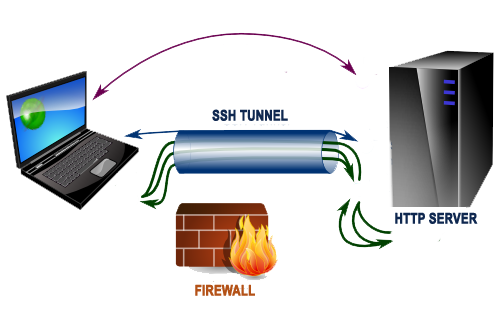 SSH TUNNEL
HTTP SERVER
FIREWALL